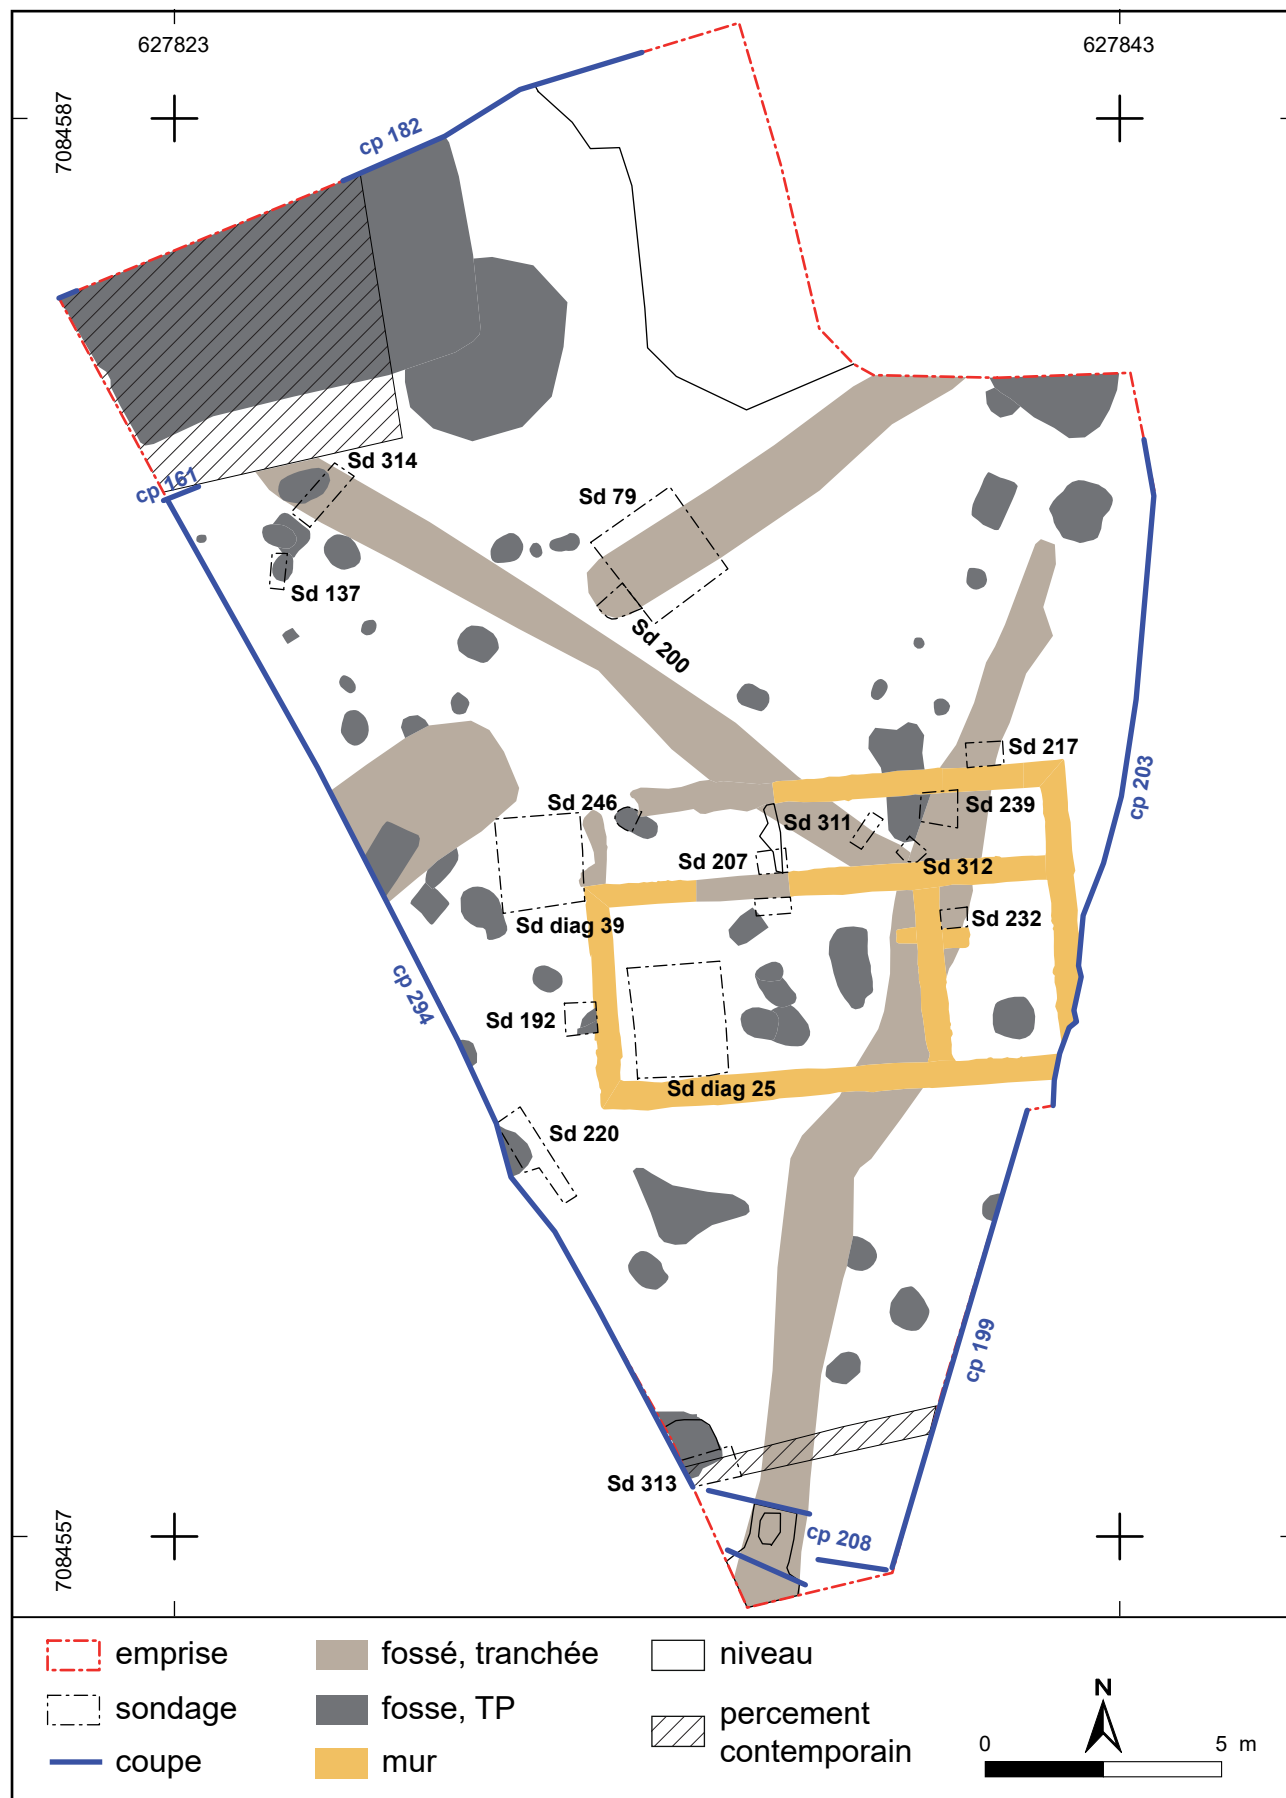 627823
627843
7084587
cp 182
Sd 314
cp 161
Sd 79
Sd 137
Sd 200
Sd 217
cp 203
Sd 246
Sd 239
Sd 311
Sd 207
Sd 312
Sd diag 39
Sd 232
cp 294
Sd 192
Sd diag 25
Sd 220
cp 199
Sd 313
cp 208
7084557
emprise
fossé, tranchée
niveau
sondage
fosse, TP
percement
contemporain
coupe
mur
N
0 5 m